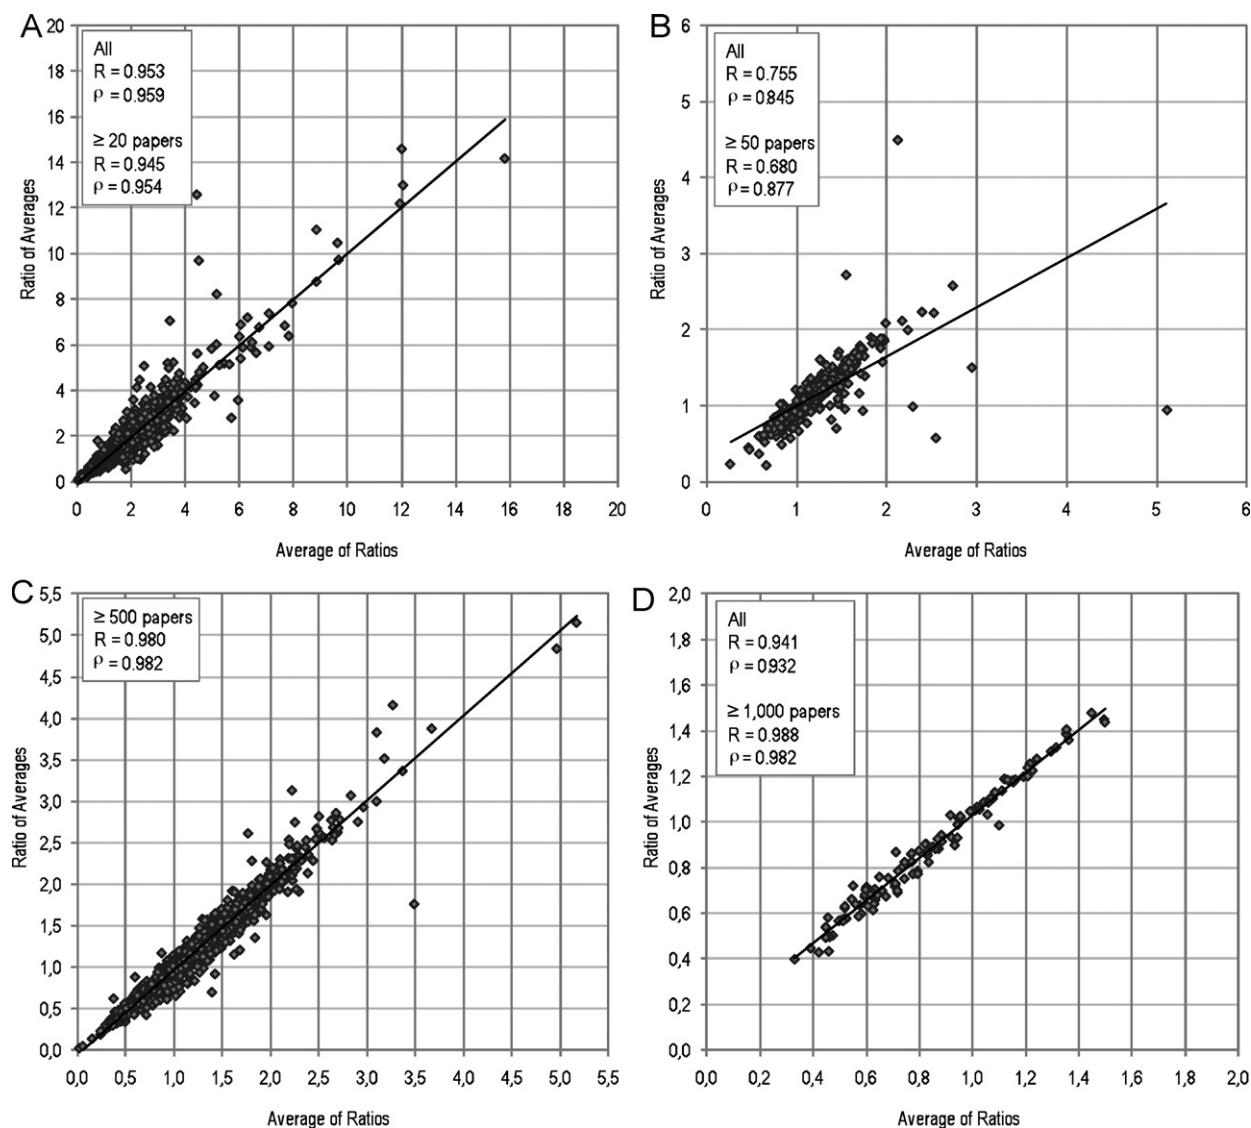 A
20
18
16
14
12
10
8
6
4
2
0
Ratio of Averages
All
R = 0.953
ρ = 0.959
≥ 20 papers
R = 0.945
ρ = 0.954
0 2 4 6 8 10 12 14 16 18 20
Average of Ratios
B
6
5
4
3
2
1
0
Ratio of Averages
All
R = 0.755
ρ = 0.845
≥ 50 papers
R = 0.680
ρ = 0.877
0 1 2 3 4 5 6
Average of Ratios
C
5,5
5,0
4,5
4,0
3,5
3,0
2,5
2,0
1,5
1,0
0,5
0,0
Ratio of Averages
≥ 500 papers
R = 0.980
ρ = 0.982
0,0 0,5 1,0 1,5 2,0 2,5 3,0 3,5 4,0 4,5 5,0 5,5
Average of Ratios
D
2,0
1,8
1,6
1,4
1,2
1,0
0,8
0,6
0,4
0,2
0,0
Ratio of Averages
All
R = 0.941
ρ = 0.932
≥ 1,000 papers
R = 0.988
ρ = 0.982
0,0 0,2 0,4 0,6 0,8 1,0 1,2 1,4 1,6 1,8 2,0
Average of Ratios